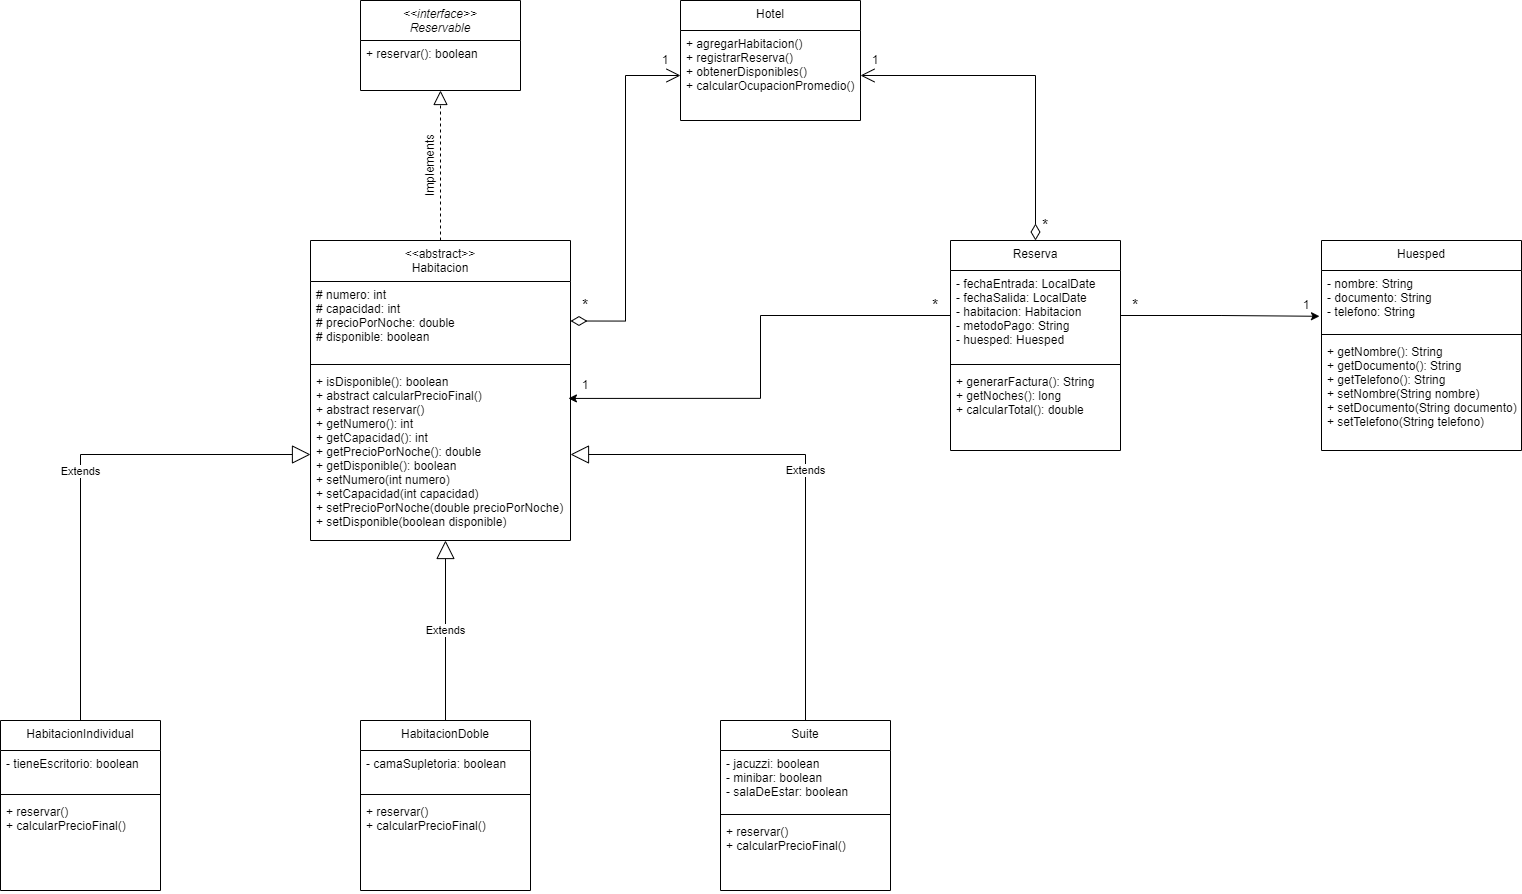 <<interface>>
Reservable
+ reservar(): boolean
Hotel
+ agregarHabitacion()
+ registrarReserva()
+ obtenerDisponibles()
+ calcularOcupacionPromedio()
1
1
Implements
<<abstract>>
Habitacion
# numero: int
# capacidad: int
# precioPorNoche: double
# disponible: boolean
+ isDisponible(): boolean
+ abstract calcularPrecioFinal()
+ abstract reservar()
+ getNumero(): int
+ getCapacidad(): int
+ getPrecioPorNoche(): double
+ getDisponible(): boolean
+ setNumero(int numero)
+ setCapacidad(int capacidad)
+ setPrecioPorNoche(double precioPorNoche)
+ setDisponible(boolean disponible)
*
1
*
*
Reserva
- fechaEntrada: LocalDate
- fechaSalida: LocalDate
- habitacion: Habitacion
- metodoPago: String
- huesped: Huesped
+ generarFactura(): String
+ getNoches(): long
+ calcularTotal(): double
*
1
Huesped
- nombre: String
- documento: String
- telefono: String
+ getNombre(): String
+ getDocumento(): String
+ getTelefono(): String
+ setNombre(String nombre)
+ setDocumento(String documento)
+ setTelefono(String telefono)
Extends
Extends
Extends
HabitacionIndividual
- tieneEscritorio: boolean
+ reservar()
+ calcularPrecioFinal()
HabitacionDoble
- camaSupletoria: boolean
+ reservar()
+ calcularPrecioFinal()
Suite
- jacuzzi: boolean
- minibar: boolean
- salaDeEstar: boolean
+ reservar()
+ calcularPrecioFinal()